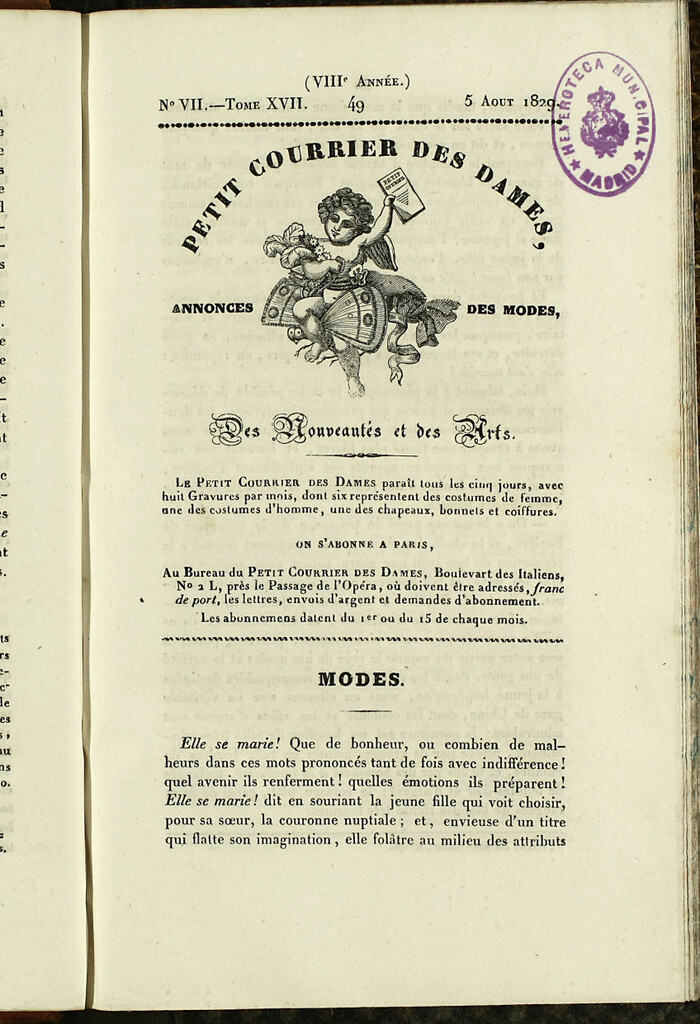 (VIIIe ANNÉE.)
No VII.—TOME XVII. 49 5 AOUT 1829.
HEMEROTECA MUNICIPAL
★ MADRID ★
PETIT COURRIER DES DAMES,
PETIT
ANNONCES DES MODES,
Des Nouveautés et des Arts.
LE PETIT COURRIER DES DAMES paraît tous les cinq jours, avec
huit Gravures par mois, dont six représentent des costumes de femme,
une des costumes d'homme, une des chapeaux, bonnets et coiffures.
ON S'ABONNE A PARIS,
Au Bureau du PETIT COURRIER DES DAMES, Boulevart des Italiens,
No 2 L, près le Passage de l'Opéra, où doivent être adressés, franc
de port, les lettres, envois d'argent et demandes d'abonnement.
Les abonnemens datent du 1er ou du 15 de chaque mois.
MODES.
Elle se marie! Que de bonheur, ou combien de mal–
heurs dans ces mots prononcés tant de fois avec indifférence!
quel avenir ils renferment! quelles émotions ils préparent!
Elle se marie! dit en souriant la jeune fille qui voit choisir,
pour sa sœur, la couronne nuptiale; et, envieuse d'un titre
qui flatte son imagination, elle folâtre au milieu des attributs